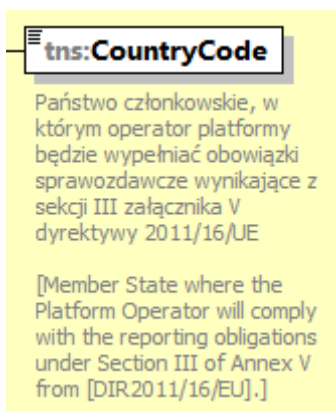 tns:CountryCode
Państwo członkowskie, w
którym operator platformy
będzie wypełniać obowiązki
sprawozdawcze wynikające z
sekcji III załącznika V
dyrektywy 2011/16/UE
[Member State where the
Platform Operator will comply
with the reporting obligations
under Section III of Annex V
from [DIR2011/16/EU].]